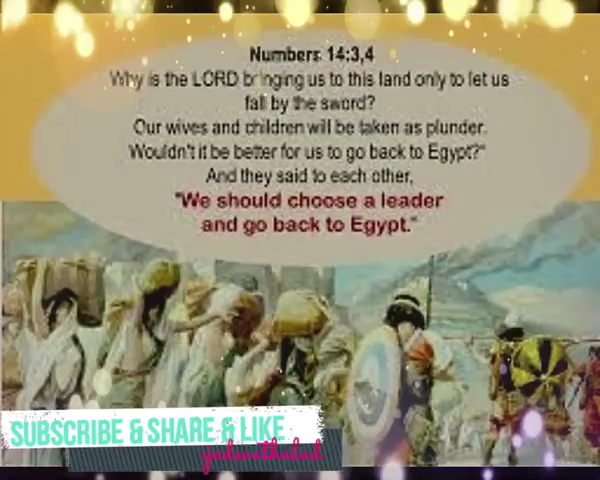 Numbers 14:3,4
Why is the LORD bringing us to this land only to let us
fall by the sword?
Our wives and children will be taken as plunder.
Wouldn't it be better for us to go back to Egypt?"
And they said to each other,
"We should choose a leader
and go back to Egypt."
SUBSCRIBE & SHARE & LIKE